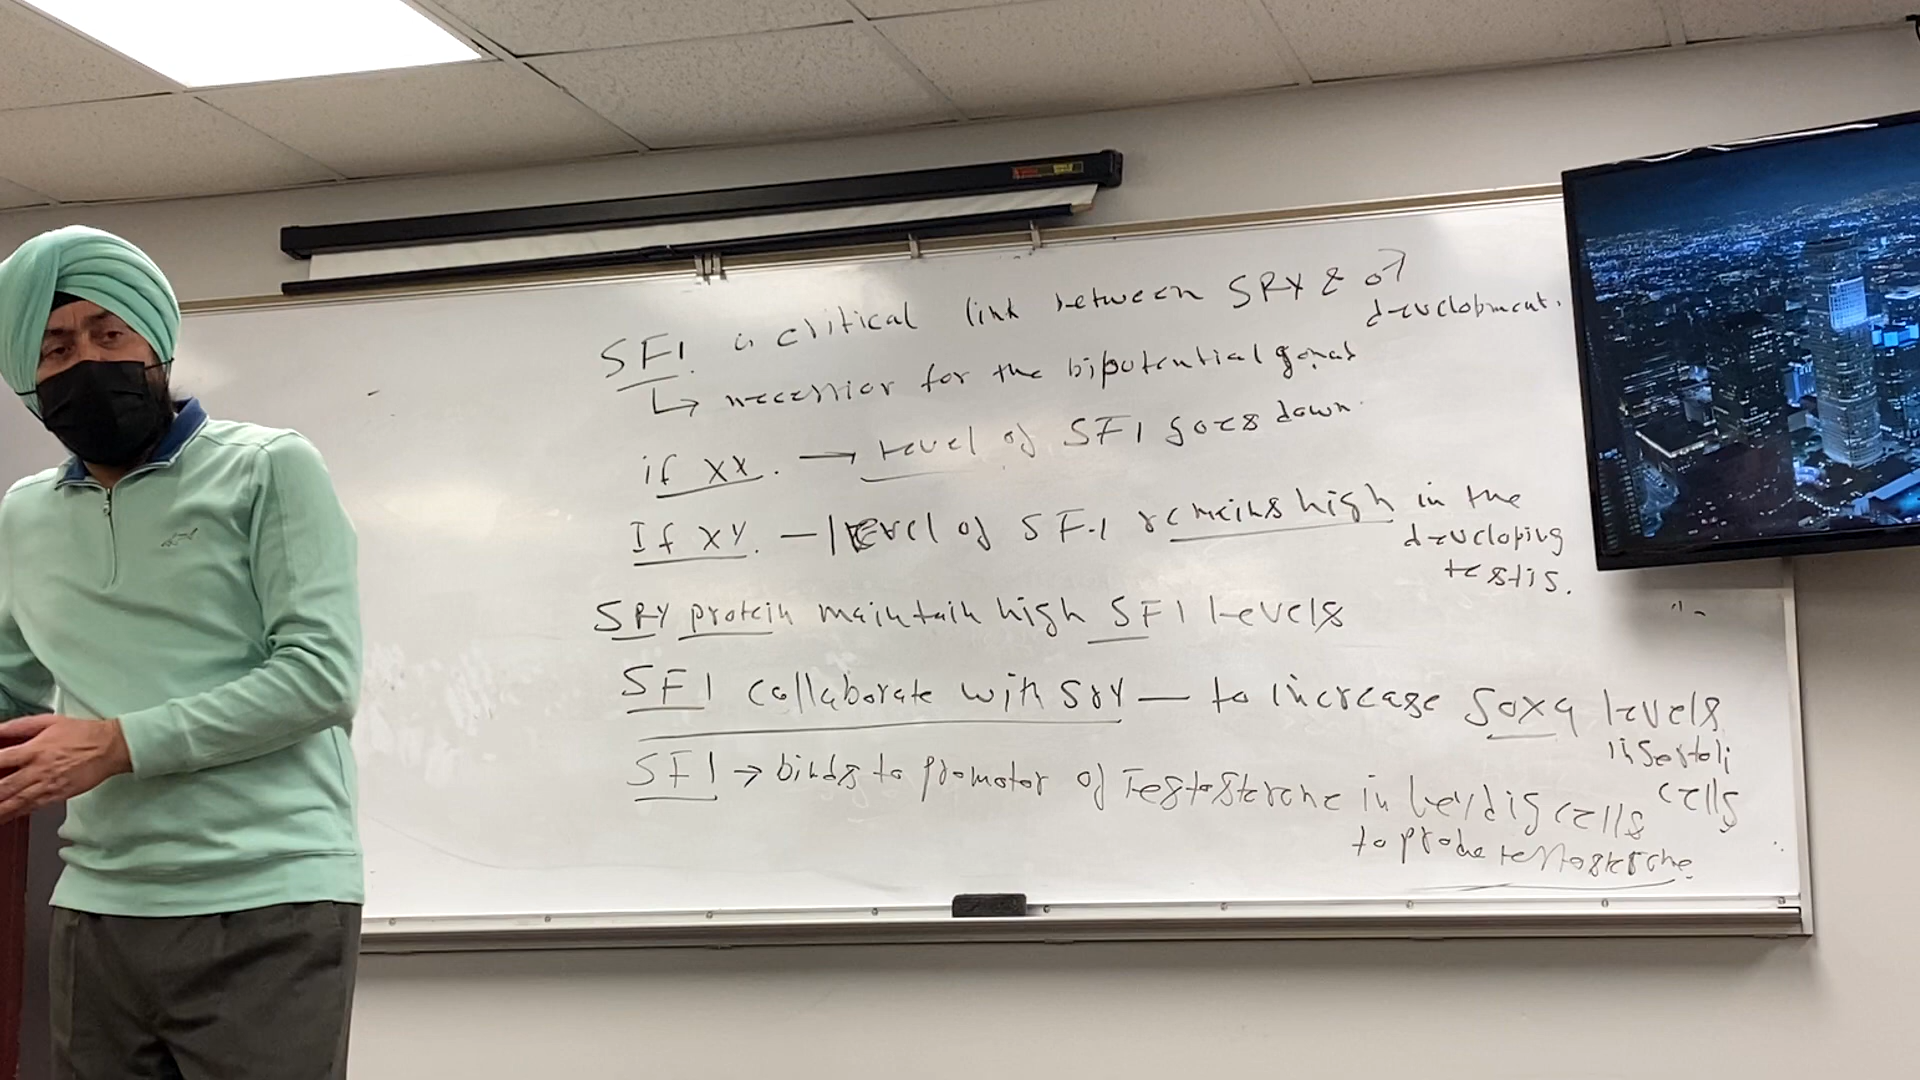 SF1 is critical link between SRY & ♂
development.
↳ necessior for the bipotential gonad
if XX. → level of SF1 goes down.
If XY. — level of SF-1 remains high in the
developing
testis.
SRY protein maintain high SF1 levels
SF1 collaborate with SRY — to increase Sox9 levels
in Sertoli
cells
SF1 → binds to promotor of Testosterone in leydig cells
to produce testosterone.